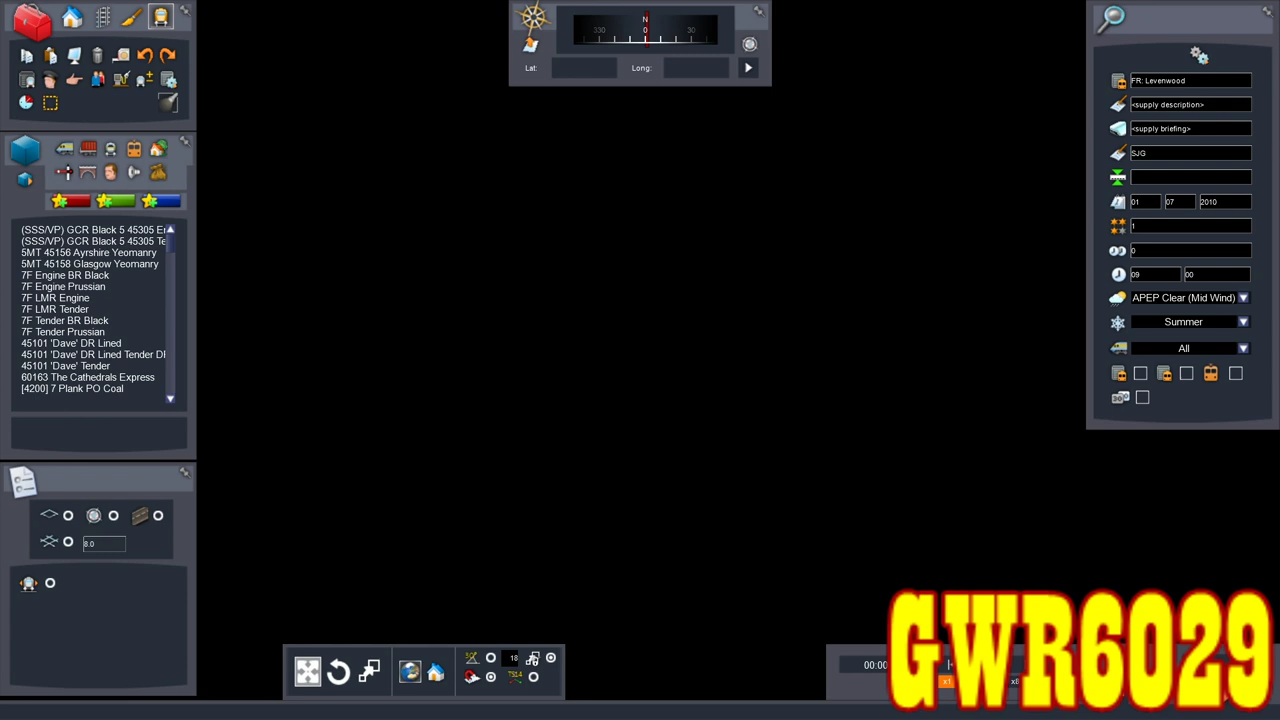 N
330 0 30
Lat:
Long:
(SSS/VP) GCR Black 5 45305 E
(SSS/VP) GCR Black 5 45305 Te
5MT 45156 Ayrshire Yeomanry
5MT 45158 Glasgow Yeomanry
7F Engine BR Black
7F Engine Prussian
7F LMR Engine
7F LMR Tender
7F Tender BR Black
7F Tender Prussian
45101 'Dave' DR Lined
45101 'Dave' DR Lined Tender DF
45101 'Dave' Tender
60163 The Cathedrals Express
[4200] 7 Plank PO Coal
8.0
FR: Levenwood
<supply description>
<supply briefing>
SJG
01 07 2010
1
0
09 00
APEP Clear (Mid Wind)
Summer
All
18
TS14
00:00
x1
x8
GWR6029